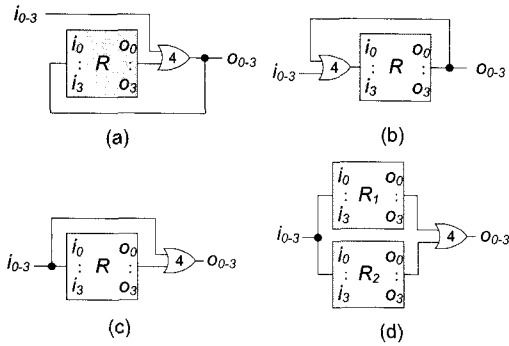 i0-3
i0 o0
⋮ R ⋮
i3 o3
4
o0-3
(a)
i0-3
4
i0 o0
⋮ R ⋮
i3 o3
o0-3
(b)
i0-3
i0 o0
⋮ R ⋮
i3 o3
4
o0-3
(c)
i0-3
i0 o0
⋮ R1 ⋮
i3 o3
i0 o0
⋮ R2 ⋮
i3 o3
4
o0-3
(d)